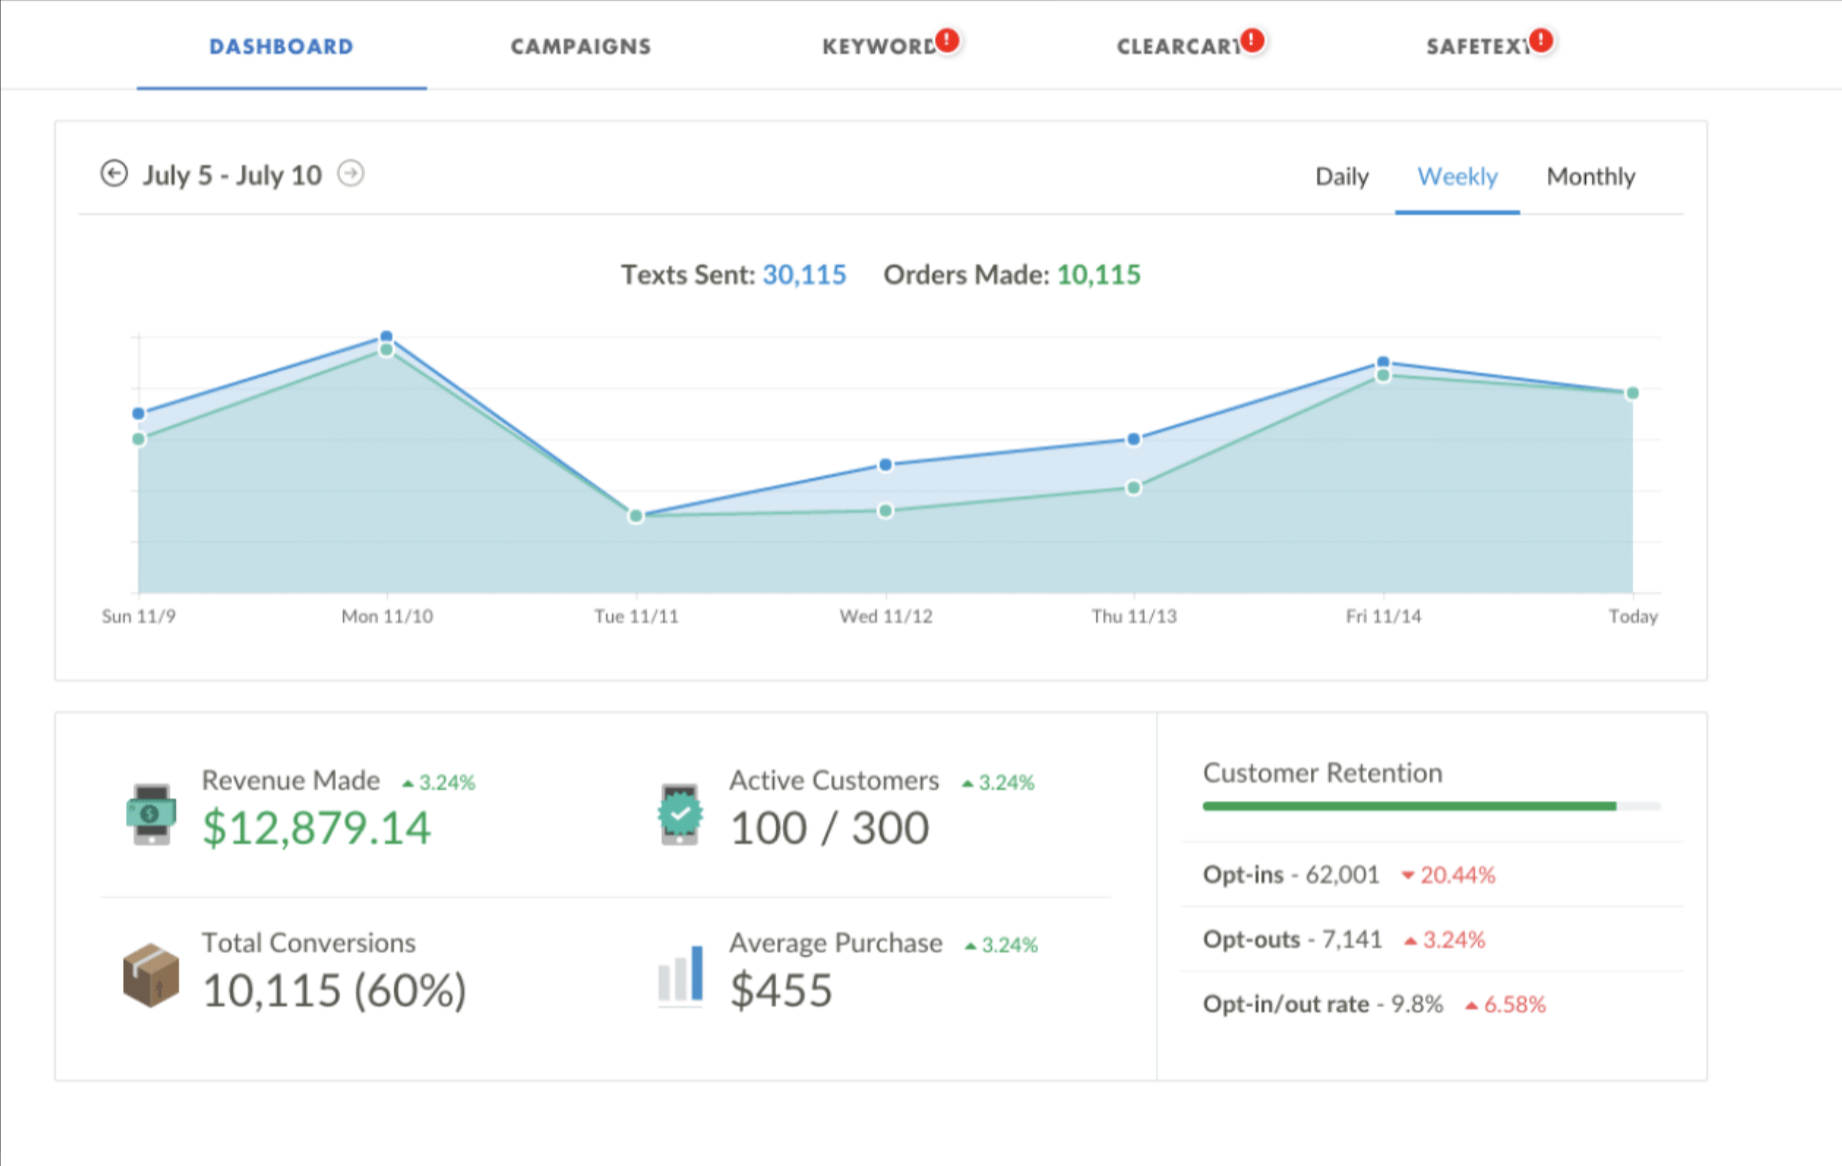 DASHBOARD CAMPAIGNS KEYWORD ! CLEARCART ! SAFETEXT !
July 5 - July 10 Daily Weekly Monthly
Texts Sent: 30,115 Orders Made: 10,115
Sun 11/9 Mon 11/10 Tue 11/11 Wed 11/12 Thu 11/13 Fri 11/14 Today
Revenue Made 3.24%
$12,879.14
Active Customers 3.24%
100 / 300
Total Conversions
10,115 (60%)
Average Purchase 3.24%
$455
Customer Retention
Opt-ins - 62,001 20.44%
Opt-outs - 7,141 3.24%
Opt-in/out rate - 9.8% 6.58%